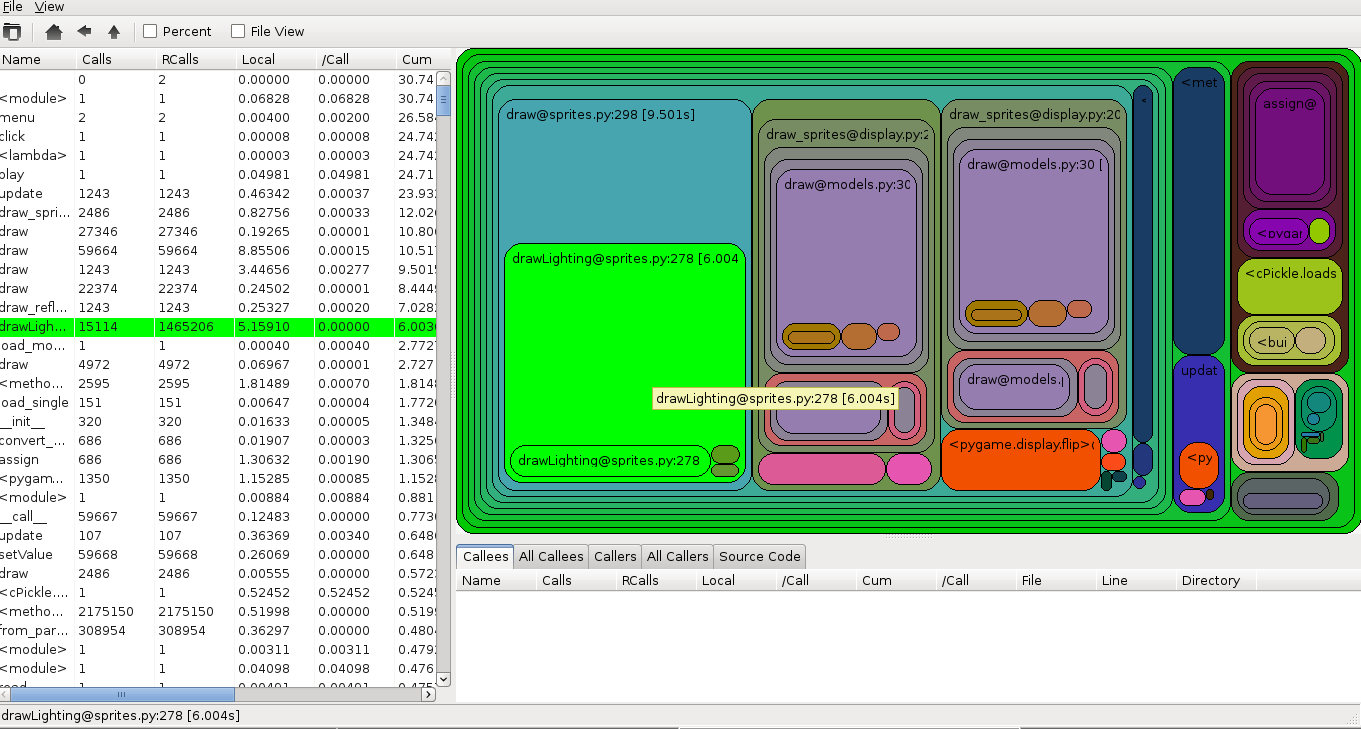 File View
Percent File View
Name Calls RCalls Local /Call Cum
0 2 0.00000 0.00000 30.74
<module> 1 1 0.06828 0.06828 30.74
menu 2 2 0.00400 0.00200 26.58
click 1 1 0.00008 0.00008 24.74
<lambda> 1 1 0.00003 0.00003 24.74
play 1 1 0.04981 0.04981 24.71
update 1243 1243 0.46342 0.00037 23.93
draw_spri... 2486 2486 0.82756 0.00033 12.02
draw 27346 27346 0.19265 0.00001 10.80
draw 59664 59664 8.85506 0.00015 10.51
draw 1243 1243 3.44656 0.00277 9.501
draw 22374 22374 0.24502 0.00001 8.444
draw_refl... 1243 1243 0.25327 0.00020 7.028
drawLigh... 15114 1465206 5.15910 0.00000 6.003
load_mo... 1 1 0.00040 0.00040 2.772
draw 4972 4972 0.06967 0.00001 2.727
<metho... 2595 2595 1.81489 0.00070 1.814
load_single 151 151 0.00647 0.00004 1.772
__init__ 320 320 0.01633 0.00005 1.348
convert_... 686 686 0.01907 0.00003 1.325
assign 686 686 1.30632 0.00190 1.306
<pygam... 1350 1350 1.15285 0.00085 1.152
<module> 1 1 0.00884 0.00884 0.881
__call__ 59667 59667 0.12483 0.00000 0.773
update 107 107 0.36369 0.00340 0.648
setValue 59668 59668 0.26069 0.00000 0.648
draw 2486 2486 0.00555 0.00000 0.572
<cPickle.... 1 1 0.52452 0.52452 0.524
<metho... 2175150 2175150 0.51998 0.00000 0.519
from_par... 308954 308954 0.36297 0.00000 0.480
<module> 1 1 0.00311 0.00311 0.479
<module> 1 1 0.04098 0.04098 0.476
draw@sprites.py:298 [9.501s]
drawLighting@sprites.py:278 [6.004
drawLighting@sprites.py:278
draw_sprites@display.py:2
draw@models.py:30
draw_sprites@display.py:20
draw@models.py:30 [
draw@models.
<pygame.display.flip>
<met
updat
<py
assign@
<pygar
<cPickle.loads
<bui
drawLighting@sprites.py:278 [6.004s]
Callees All Callees Callers All Callers Source Code
Name Calls RCalls Local /Call Cum /Call File Line Directory
drawLighting@sprites.py:278 [6.004s]